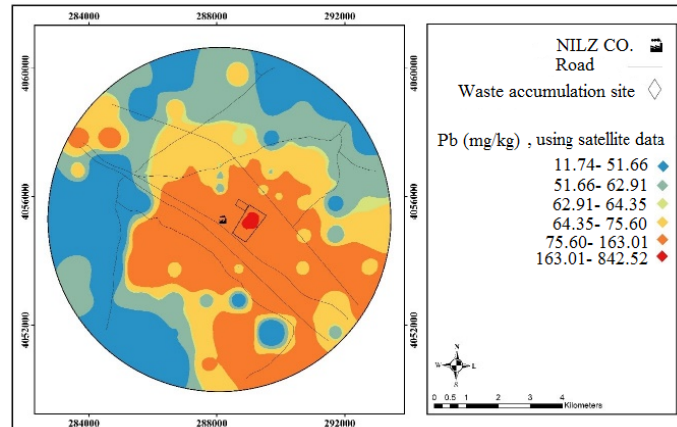 284000 288000 292000
4060000 4060000
4056000 4056000
4052000 4052000
284000 288000 292000
NILZ CO.
Road
Waste accumulation site
Pb (mg/kg) , using satellite data
11.74- 51.66
51.66- 62.91
62.91- 64.35
64.35- 75.60
75.60- 163.01
163.01- 842.52
N
W L
S
0 0.5 1 2 3 4
Kilometers